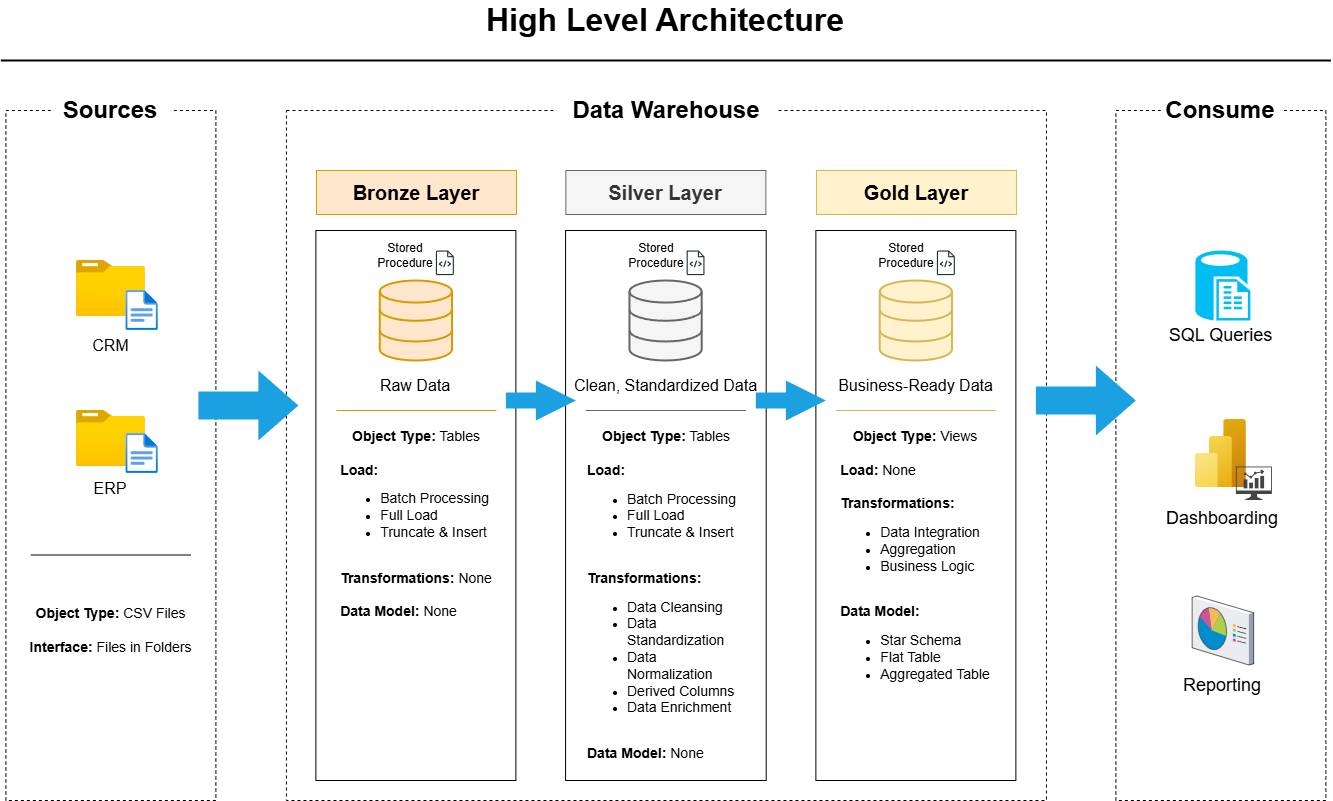 High Level Architecture
Sources
CRM
ERP
Object Type: CSV Files
Interface: Files in Folders
Data Warehouse
Bronze Layer
Stored
Procedure
Raw Data
Object Type: Tables
Load:
Batch Processing
Full Load
Truncate & Insert
Transformations: None
Data Model: None
Silver Layer
Stored
Procedure
Clean, Standardized Data
Object Type: Tables
Load:
Batch Processing
Full Load
Truncate & Insert
Transformations:
Data Cleansing
Data
Standardization
Data
Normalization
Derived Columns
Data Enrichment
Data Model: None
Gold Layer
Stored
Procedure
Business-Ready Data
Object Type: Views
Load: None
Transformations:
Data Integration
Aggregation
Business Logic
Data Model:
Star Schema
Flat Table
Aggregated Table
Consume
SQL Queries
Dashboarding
Reporting